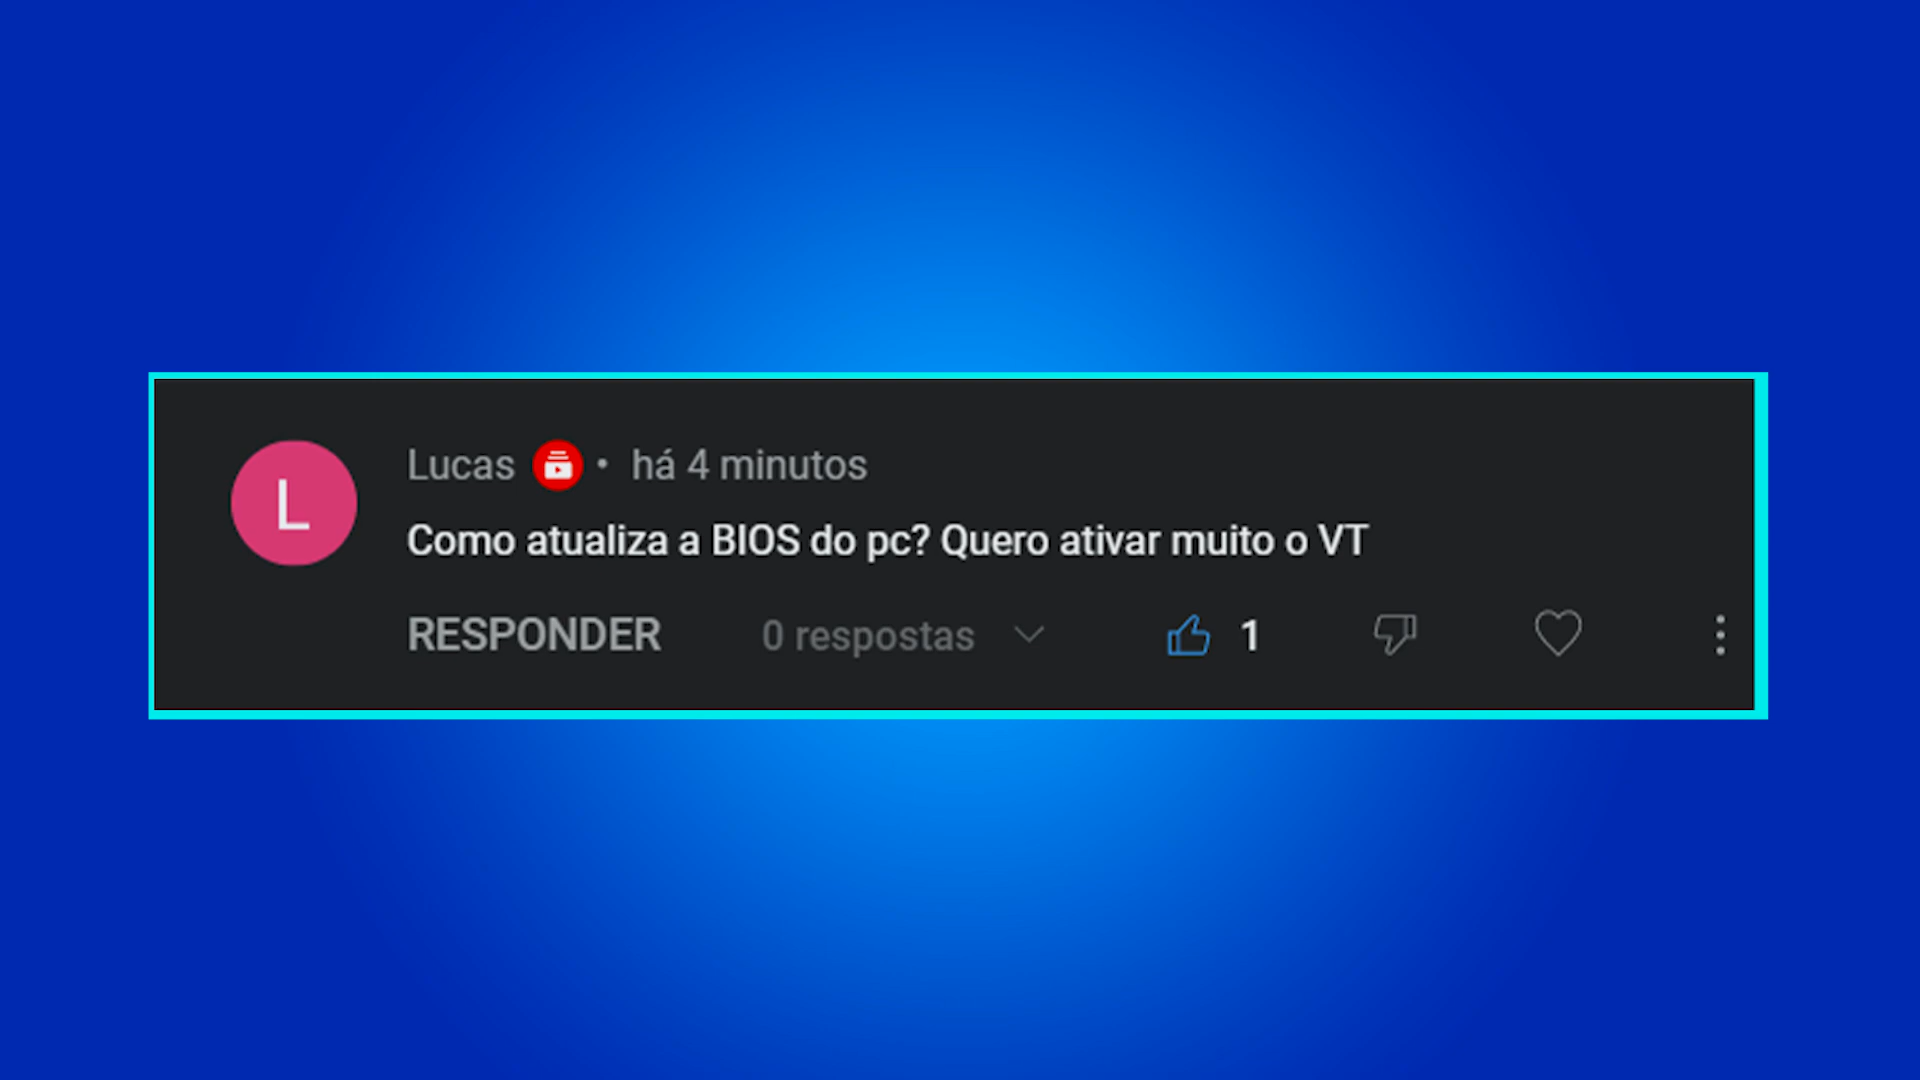 L
Lucas • há 4 minutos
Como atualiza a BIOS do pc? Quero ativar muito o VT
RESPONDER 0 respostas 1